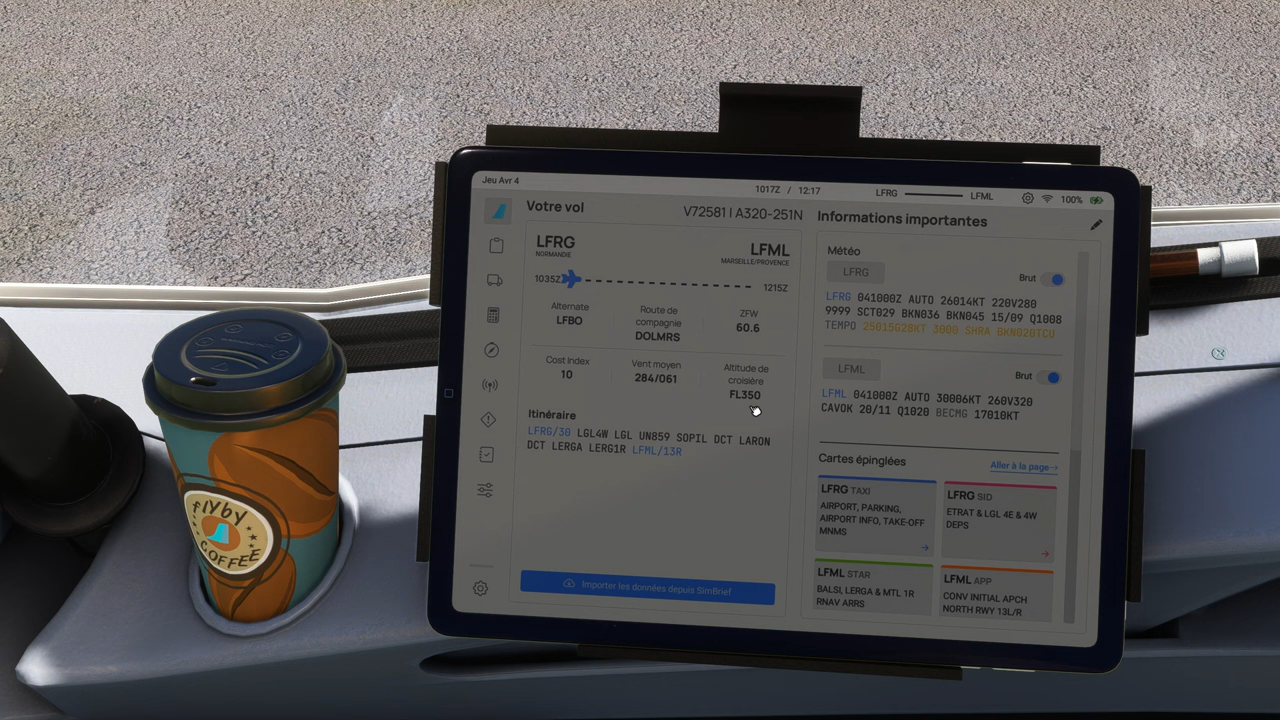 Jeu Avr 4
1017Z / 12:17
LFRG LFML
100%
Votre vol
V72581 | A320-251N
LFRG
NORMANDIE
LFML
MARSEILLE/PROVENCE
1035Z
1215Z
Alternate
LFBO
Route de
compagnie
DOLMRS
ZFW
60.6
Cost Index
10
Vent moyen
284/061
Altitude de
croisière
FL350
Itinéraire
LFRG/30 LGL4W LGL UN859 SOPIL DCT LARON
DCT LERGA LERG1R LFML/13R
Importer les données depuis SimBrief
Informations importantes
Météo
LFRG
Brut
LFRG 041000Z AUTO 26014KT 220V280
9999 SCT029 BKN036 BKN045 15/09 Q1008
TEMPO 25015G28KT 3000 SHRA BKN020TCU
LFML
Brut
LFML 041000Z AUTO 30006KT 260V320
CAVOK 20/11 Q1020 BECMG 17010KT
Cartes épinglées
Aller à la page→
LFRG TAXI
AIRPORT, PARKING,
AIRPORT INFO, TAKE-OFF
MNMS
LFRG SID
ETRAT & LGL 4E & 4W
DEPS
LFML STAR
BALSI, LERGA & MTL 1R
RNAV ARRS
LFML APP
CONV INITIAL APCH
NORTH RWY 13L/R
FlyBy
COFFEE